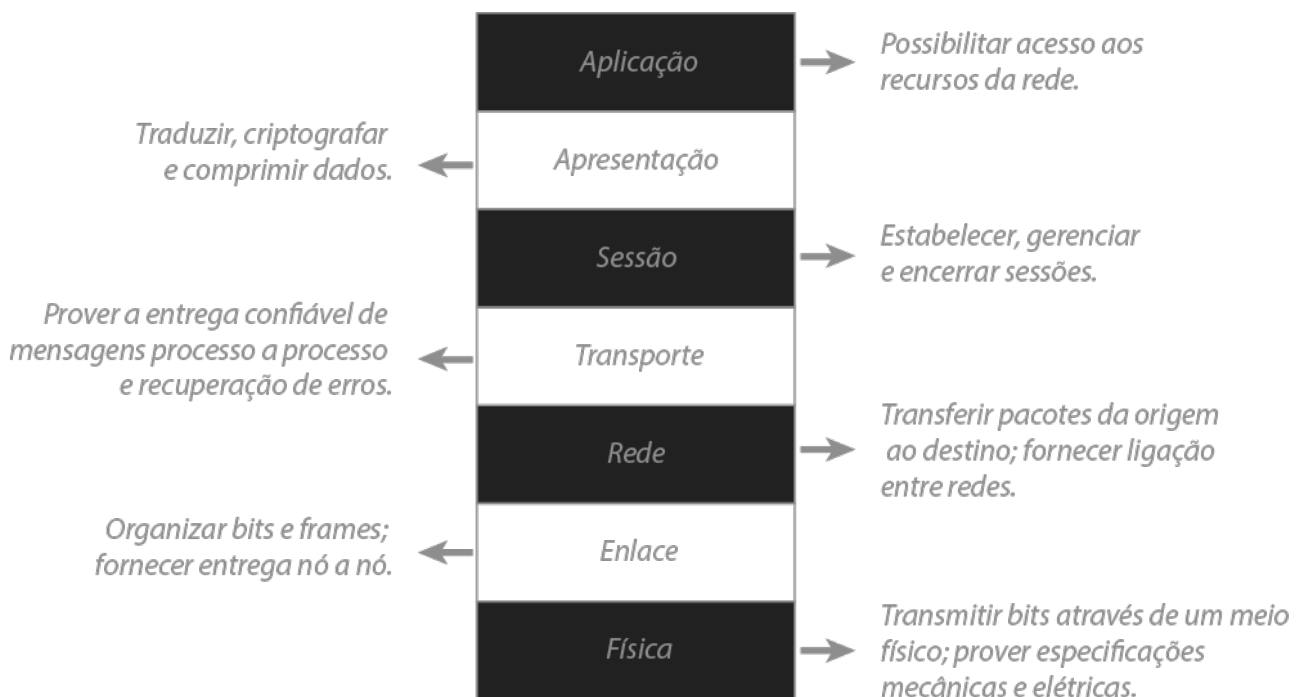 Aplicação
Possibilitar acesso aos
recursos da rede.
Traduzir, criptografar
e comprimir dados.
Apresentação
Sessão
Estabelecer, gerenciar
e encerrar sessões.
Prover a entrega confiável de
mensagens processo a processo
e recuperação de erros.
Transporte
Rede
Transferir pacotes da origem
ao destino; fornecer ligação
entre redes.
Organizar bits e frames;
fornecer entrega nó a nó.
Enlace
Física
Transmitir bits através de um meio
físico; prover especificações
mecânicas e elétricas.